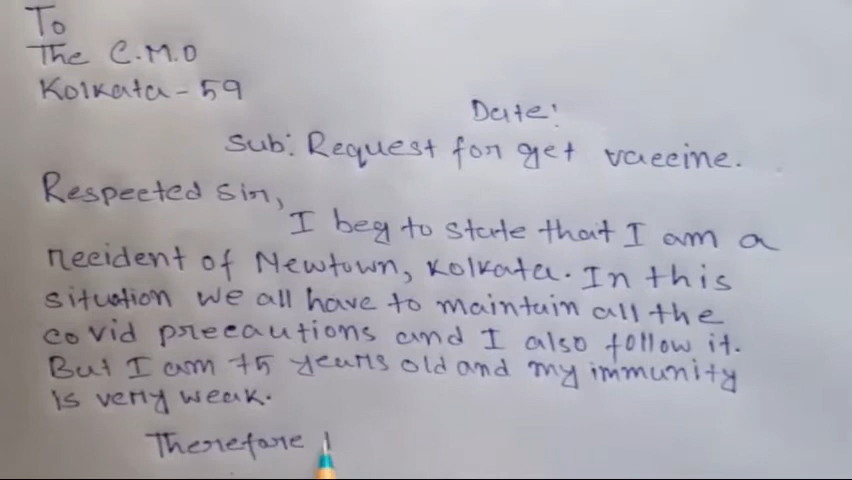 To
The C.M.O
Kolkata - 59
Date:
Sub: Request for get vaccine.
Respected Sir,
I beg to state that I am a
recident of Newtown, Kolkata. In this
situation we all have to maintain all the
covid precautions and I also follow it.
But I am 75 years old and my immunity
is very weak.
Therefore